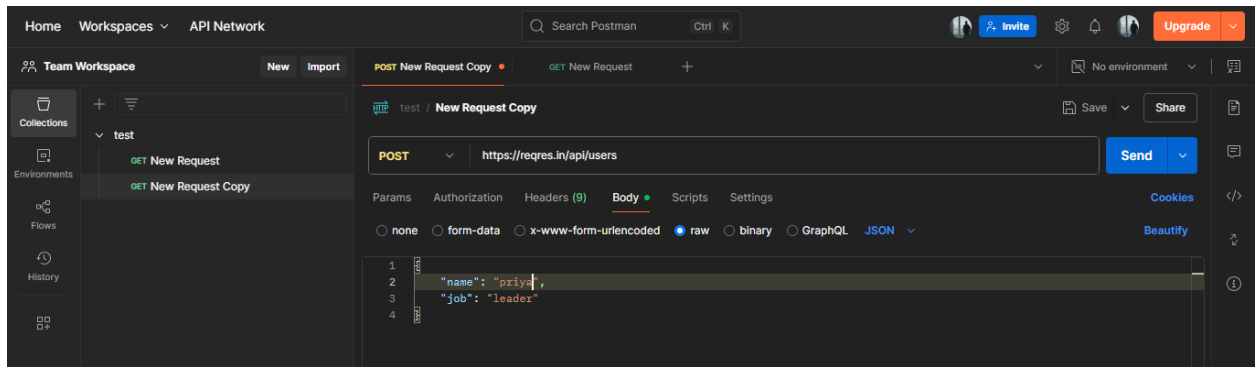 Home Workspaces API Network Search Postman Ctrl K Invite Upgrade
Team Workspace New Import POST New Request Copy GET New Request No environment
Collections
test
GET New Request
GET New Request Copy
Environments
Flows
History
HTTP test / New Request Copy Save Share
POST https://reqres.in/api/users Send
Params Authorization Headers (9) Body Scripts Settings Cookies
none form-data x-www-form-urlencoded raw binary GraphQL JSON Beautify
1 {
2 "name": "priya",
3 "job": "leader"
4 }